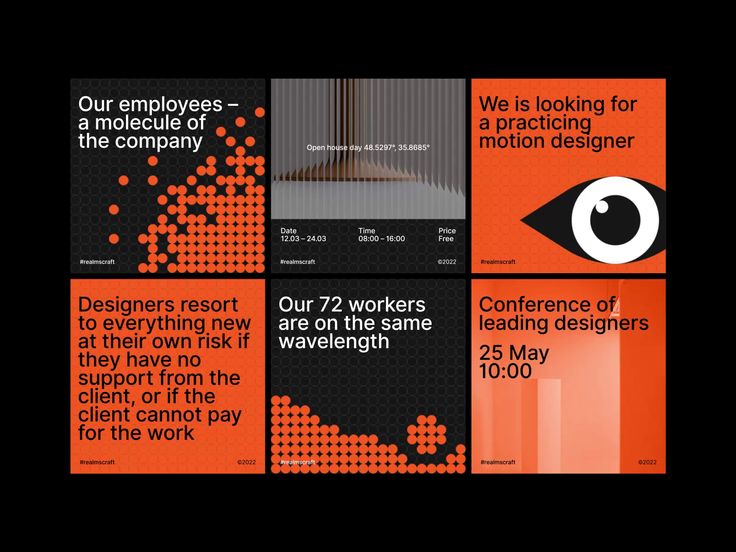 Our employees –
a molecule of
the company
#realmscraft
Open house day 48.5297°, 35.8685°
Date
12.03 – 24.03
Time
08:00 – 16:00
Price
Free
#realmscraft
©2022
We is looking for
a practicing
motion designer
#realmscraft
Designers resort
to everything new
at their own risk if
they have no
support from the
client, or if the
client cannot pay
for the work
#realmscraft
©2022
Our 72 workers
are on the same
wavelength
#realmscraft
Conference of
leading designers
25 May
10:00
#realmscraft
©2022